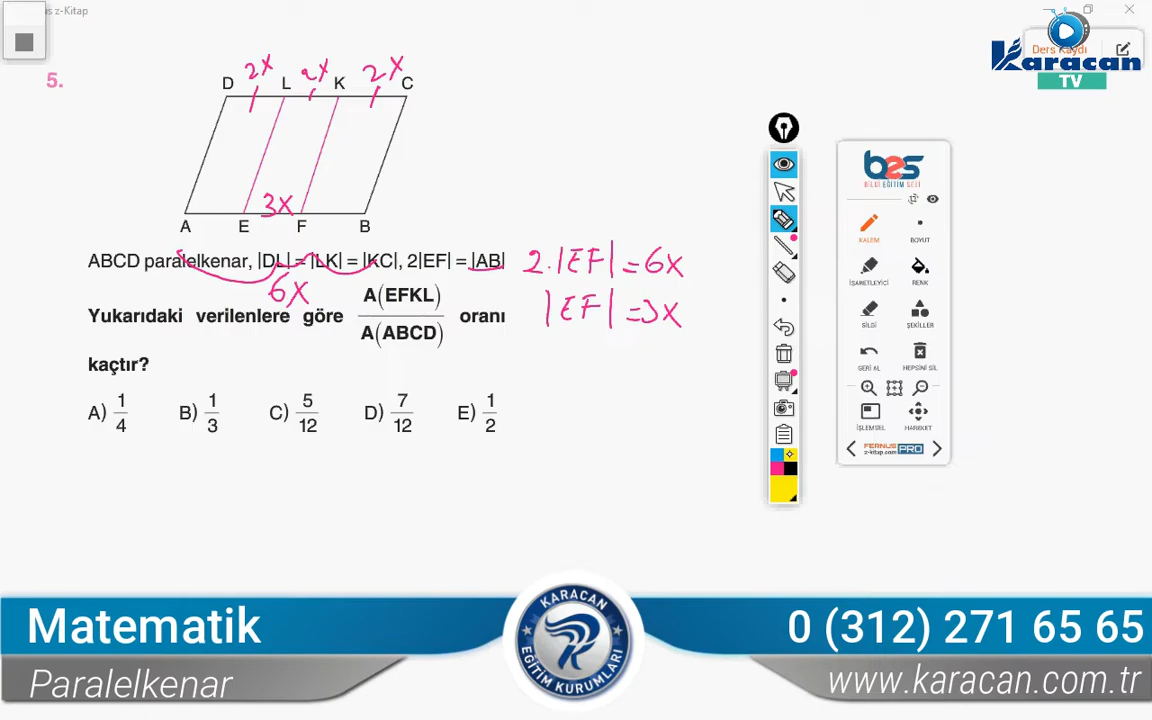 us z-Kitap
Ders Kaydı
Karacan
TV
5.
2x 2x 2x
D L K C
3x
A E F B
ABCD paralelkenar, |DL| = |LK| = |KC|, 2|EF| = |AB|
2.|EF| = 6x
6x
|EF| = 3x
Yukarıdaki verilenlere göre A(EFKL) / A(ABCD) oranı
kaçtır?
A) 1/4 B) 1/3 C) 5/12 D) 7/12 E) 1/2
b2s
BİLGİ EĞİTİM SETİ
KALEM BOYUT
İŞARETLEYİCİ RENK
SİLGİ ŞEKİLLER
GERİ AL HEPSİNİ SİL
İŞLEMSEL HAREKET
FERNUS z-kitap.com PRO
Matematik
Paralelkenar
KARACAN
EĞİTİM KURUMLARI
0 (312) 271 65 65
www.karacan.com.tr